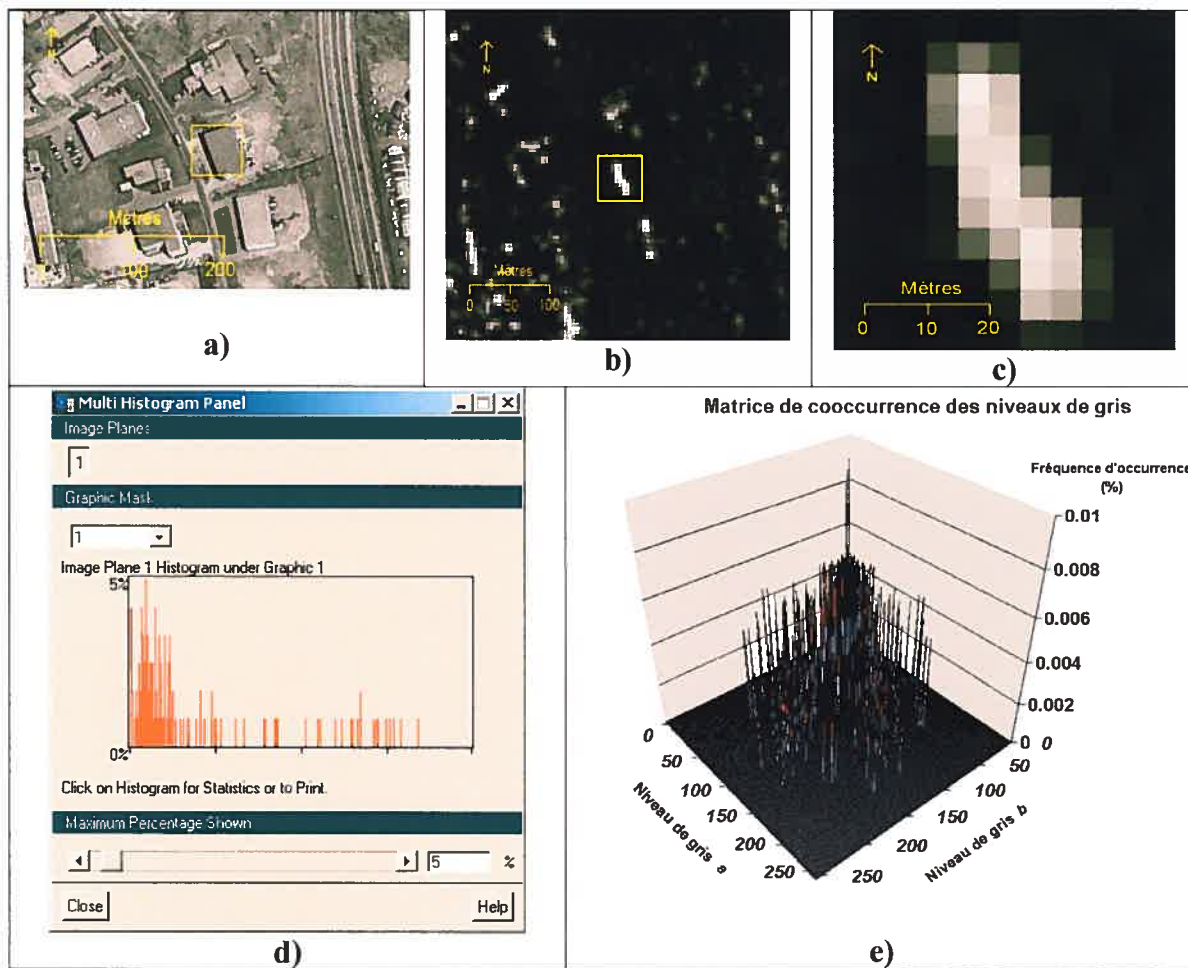 N
Mètres
0 100 200
a)
N
Mètres
0 50 100
b)
N
Mètres
0 10 20
c)
Multi Histogram Panel
Image Planes
1
Graphic Mask
1
Image Plane 1 Histogram under Graphic 1
5%
0%
Click on Histogram for Statistics or to Print.
Maximum Percentage Shown
5 %
Close Help
d)
Matrice de cooccurrence des niveaux de gris
Fréquence d'occurrence
(%)
0.01
0.008
0.006
0.004
0.002
0
0 50 100 150 200 250
Niveau de gris a
0 50 100 150 200 250
Niveau de gris b
e)